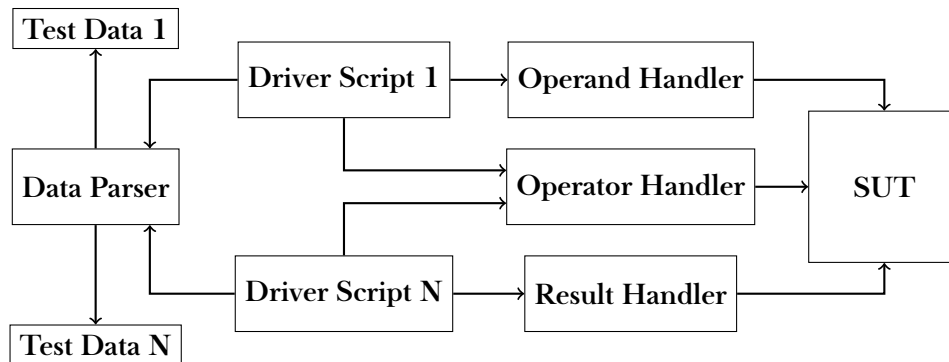 Test Data 1
Driver Script 1
Operand Handler
Data Parser
Operator Handler
SUT
Driver Script N
Result Handler
Test Data N